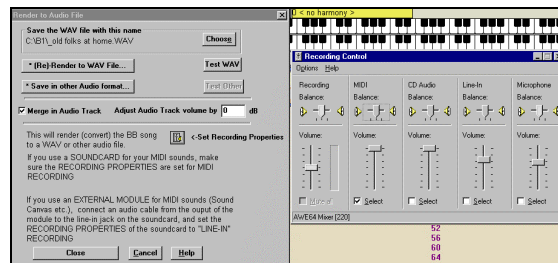 Render to Audio File
Save the WAV file with this name
C:\B1\_old folks at home.WAV
Choose
* (Re)-Render to WAV File...
Test WAV
* Save in other Audio format...
Test Other
Merge in Audio Track
Adjust Audio Track volume by 0 dB
This will render (convert) the BB song
to a WAV or other audio file.
<-Set Recording Properties
If you use a SOUNDCARD for your MIDI sounds, make
sure the RECORDING PROPERTIES are set for MIDI
RECORDING
If you use an EXTERNAL MODULE for MIDI sounds (Sound
Canvas etc.), connect an audio cable from the ouput of the
module to the line-in jack on the soundcard, and set the
RECORDING PROPERTIES of the soundcard to "LINE-IN"
RECORDING
Close Cancel Help
0 < no harmony >
Recording Control
Options Help
Recording MIDI CD Audio Line-In Microphone
Balance: Balance: Balance: Balance: Balance:
Volume: Volume: Volume: Volume: Volume:
Mute all Select Select Select Select
AWE64 Mixer [220]
52
56
60
64